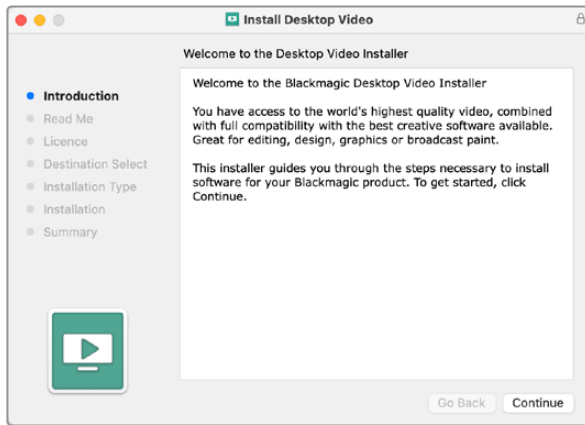 Install Desktop Video
Welcome to the Desktop Video Installer
Introduction
Read Me
Licence
Destination Select
Installation Type
Installation
Summary
Welcome to the Blackmagic Desktop Video Installer
You have access to the world's highest quality video, combined
with full compatibility with the best creative software available.
Great for editing, design, graphics or broadcast paint.
This installer guides you through the steps necessary to install
software for your Blackmagic product. To get started, click
Continue.
Go Back
Continue